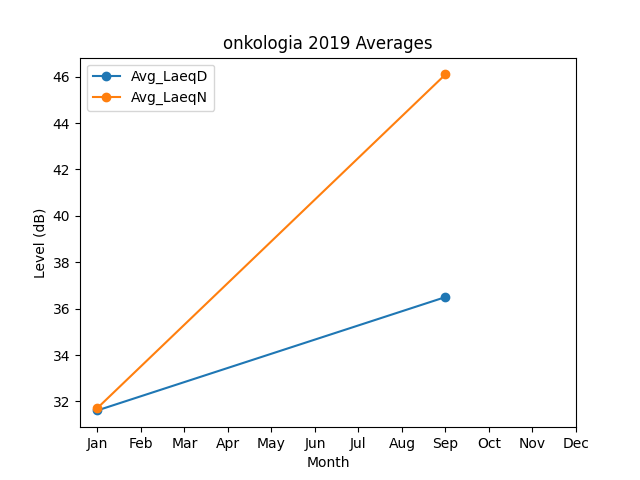 onkologia 2019 Averages
Avg_LaeqD
Avg_LaeqN
46
44
42
40
38
36
34
32
Level (dB)
Jan Feb Mar Apr May Jun Jul Aug Sep Oct Nov Dec
Month